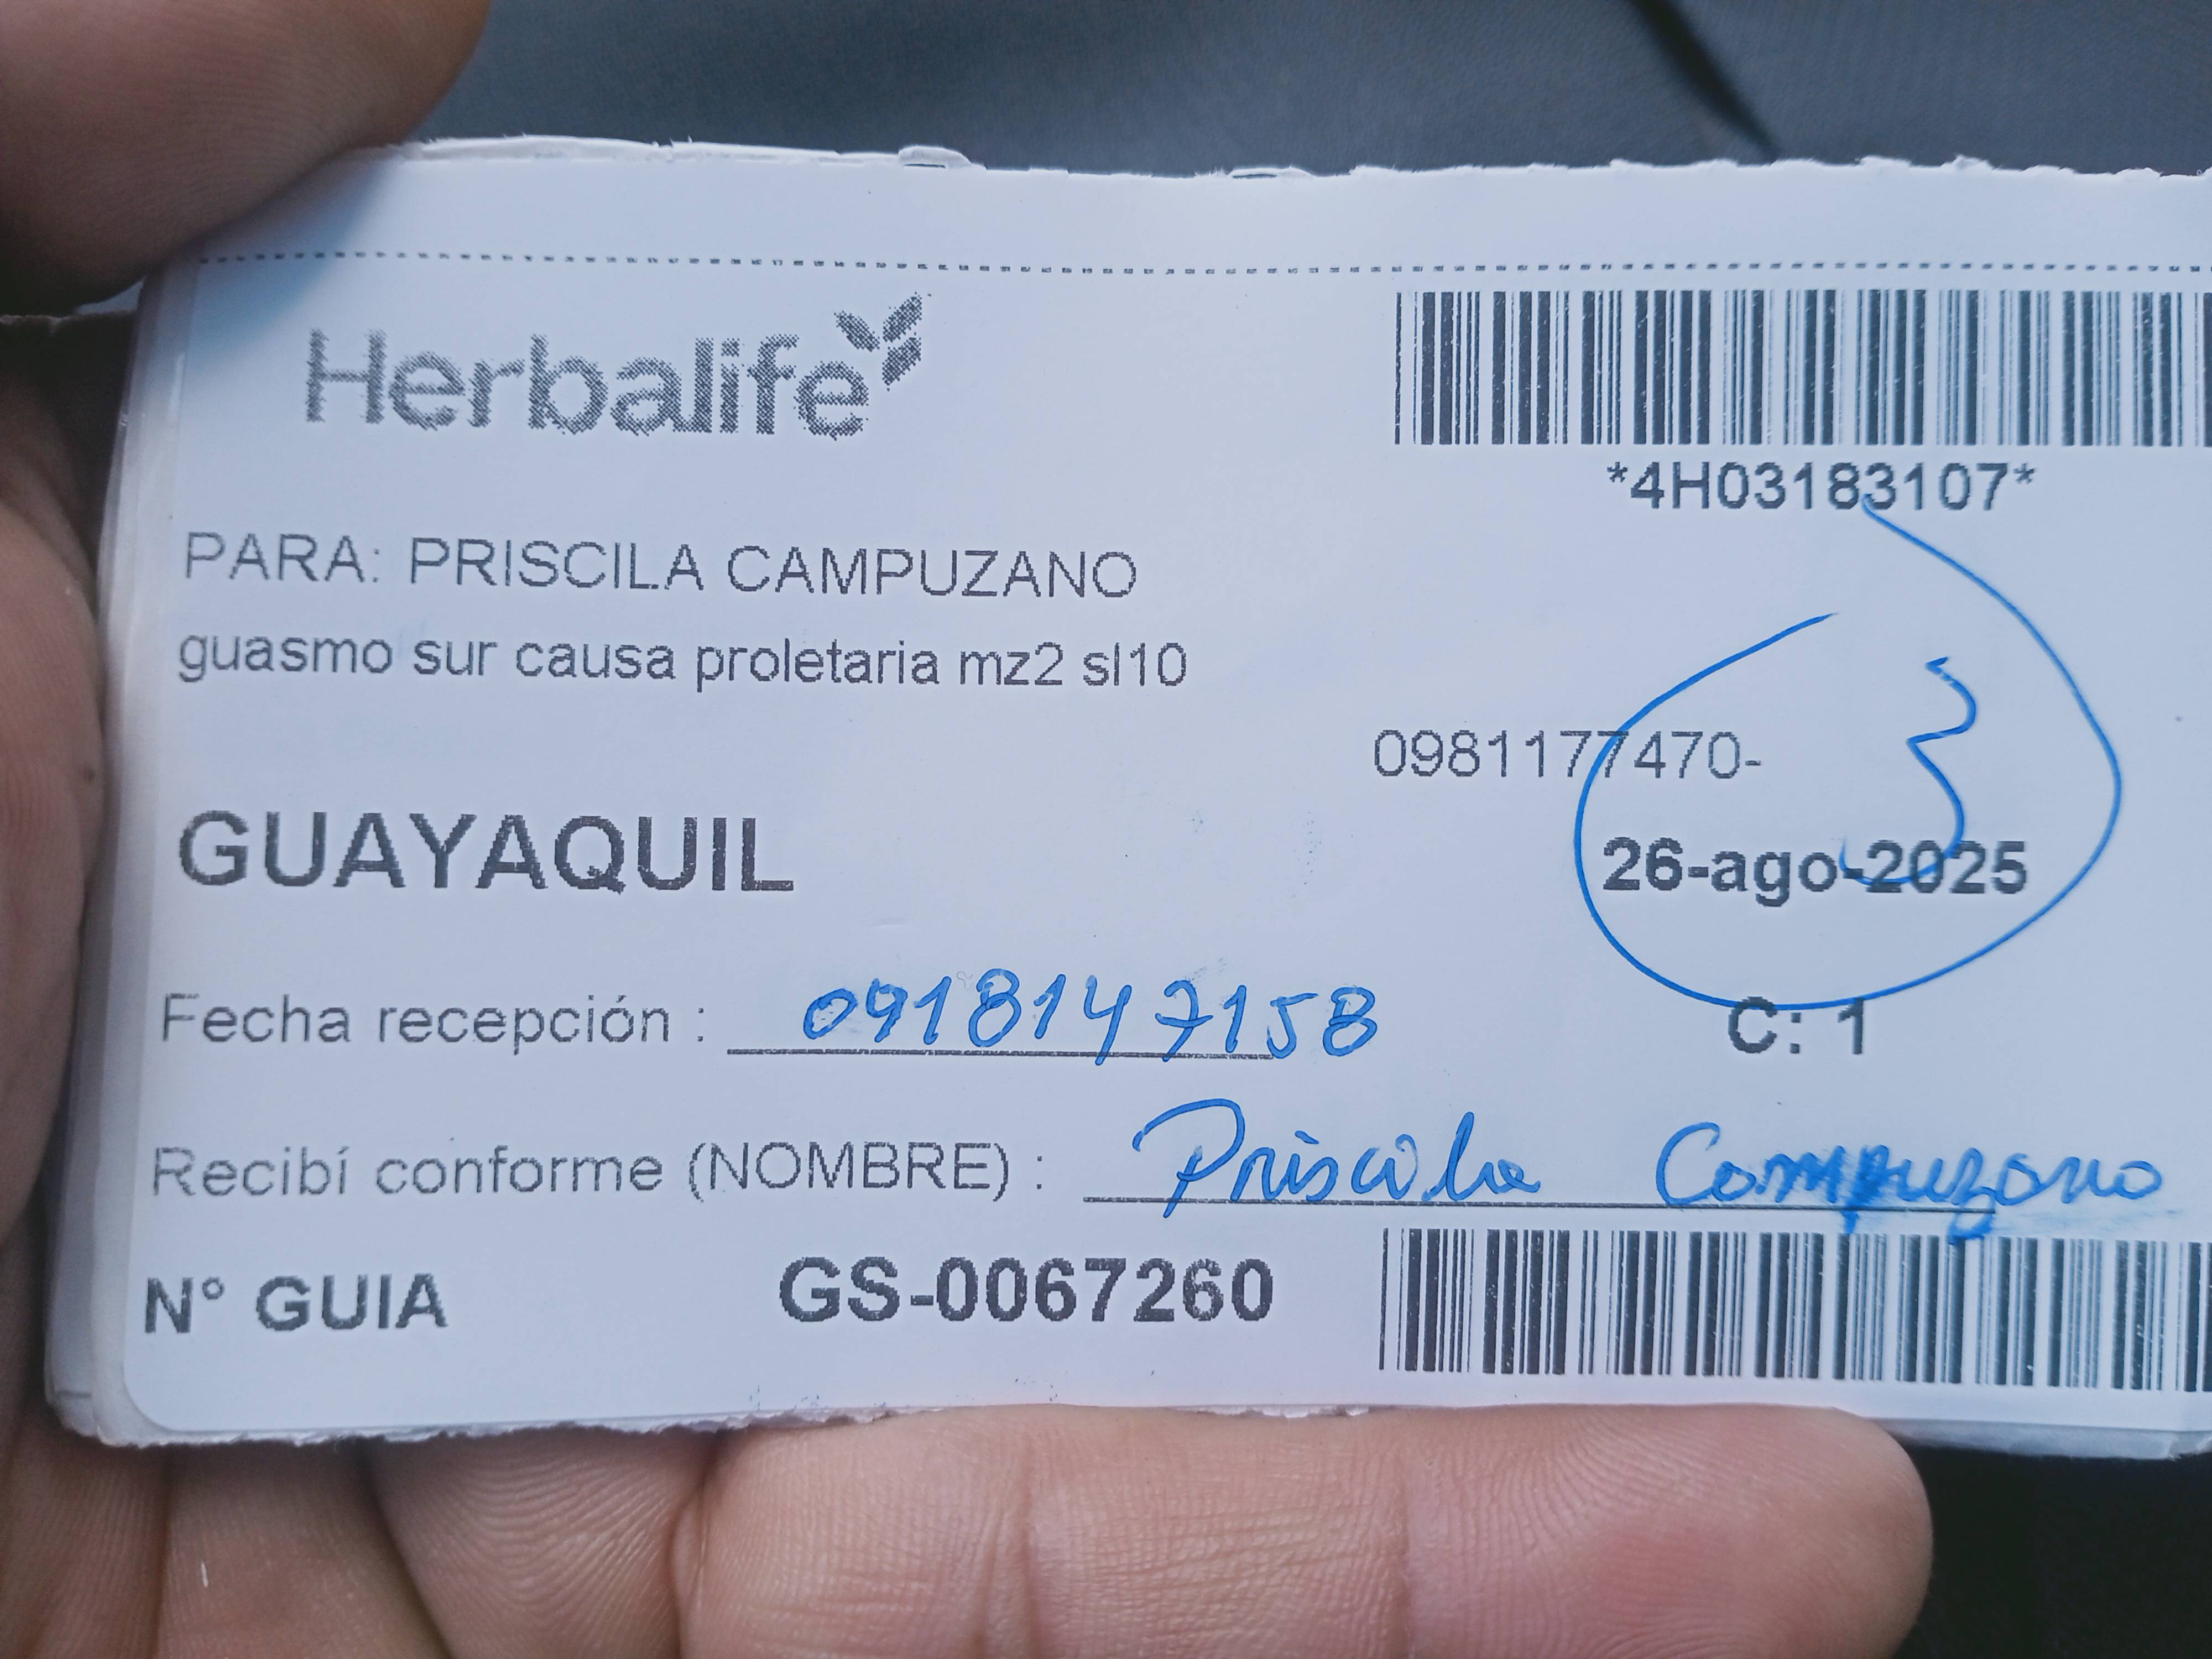 Herbalife
*4H03183107*
PARA: PRISCILA CAMPUZANO
guasmo sur causa proletaria mz2 sl10
0981177470-
3
GUAYAQUIL
26-ago-2025
Fecha recepción : 0918147158
C: 1
Recibí conforme (NOMBRE) : Priscila Campuzano
N° GUIA GS-0067260